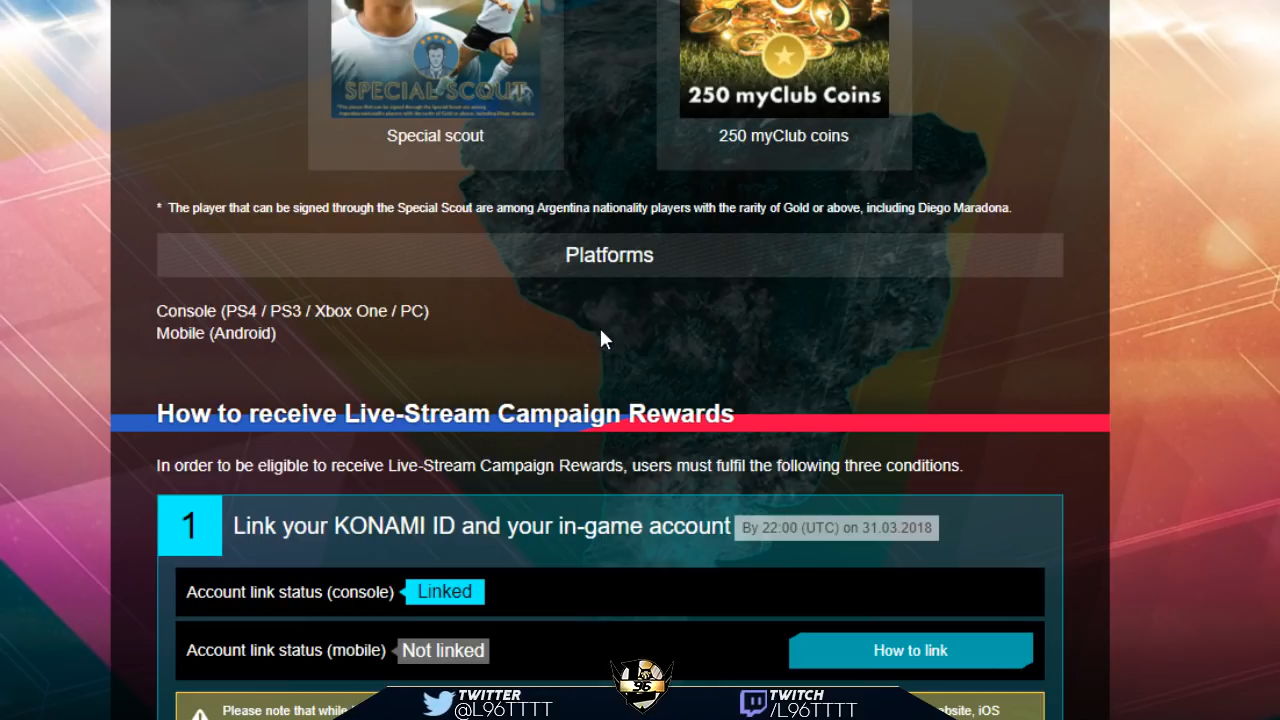 SPECIAL SCOUT
250 myClub Coins
Special scout
250 myClub coins
* The player that can be signed through the Special Scout are among Argentina nationality players with the rarity of Gold or above, including Diego Maradona.
Platforms
Console (PS4 / PS3 / Xbox One / PC)
Mobile (Android)
How to receive Live-Stream Campaign Rewards
In order to be eligible to receive Live-Stream Campaign Rewards, users must fulfil the following three conditions.
1 Link your KONAMI ID and your in-game account By 22:00 (UTC) on 31.03.2018
Account link status (console) Linked
Account link status (mobile) Not linked How to link
Please note that while
iOS
96
TWITTER
@L96TTTT
TWITCH
/L96TTTT